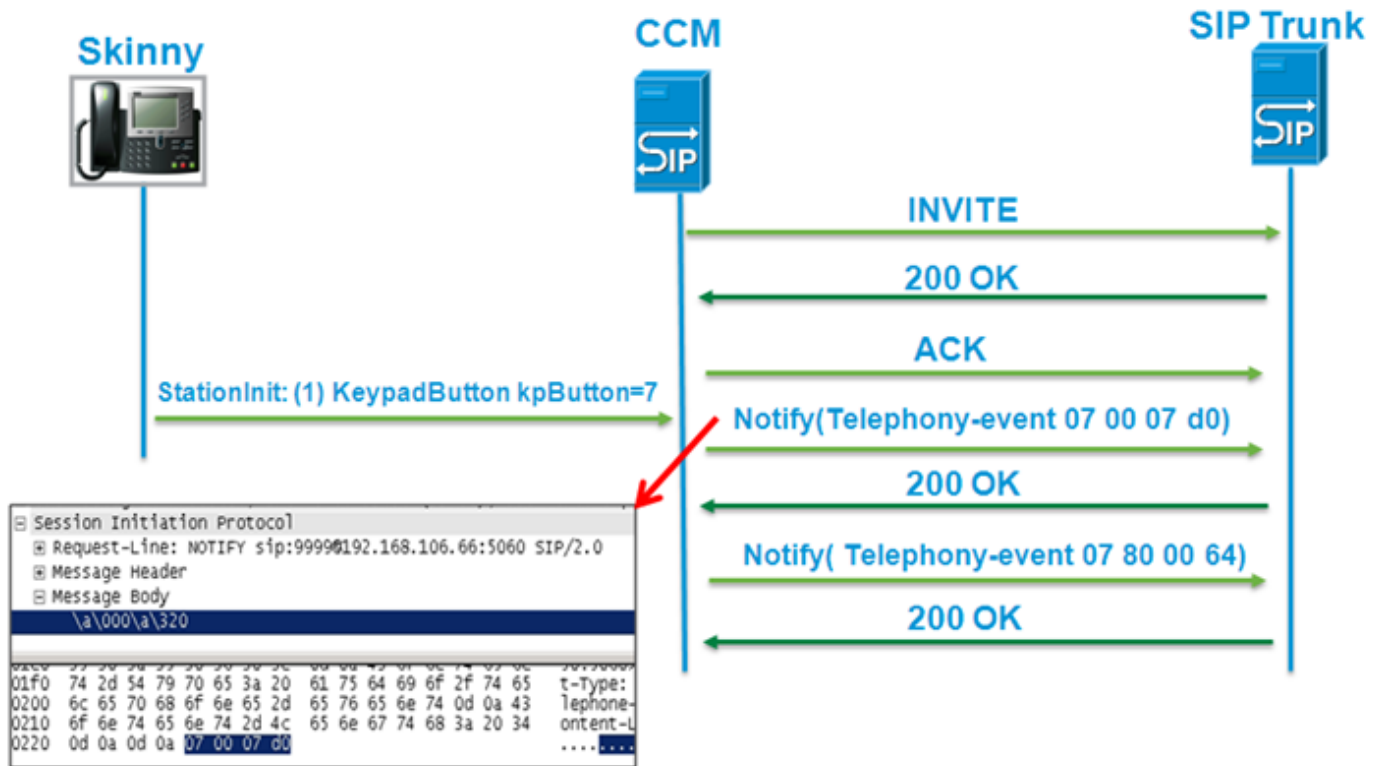 Skinny
CCM
SIP Trunk
SIP
SIP
INVITE
200 OK
ACK
StationInit: (1) KeypadButton kpButton=7
Notify(Telephony-event 07 00 07 d0)
200 OK
Notify( Telephony-event 07 80 00 64)
200 OK
Session Initiation Protocol
Request-Line: NOTIFY sip:99999@192.168.106.66:5060 SIP/2.0
Message Header
Message Body
\a\000\a\320
01f0 74 2d 54 79 70 65 3a 20 61 75 64 69 6f 2f 74 65 t-Type:
0200 6c 65 70 68 6f 6e 65 2d 65 76 65 6e 74 0d 0a 43 lephone-
0210 6f 6e 74 65 6e 74 2d 4c 65 6e 67 74 68 3a 20 34 ontent-L
0220 0d 0a 0d 0a 07 00 07 d0 ........